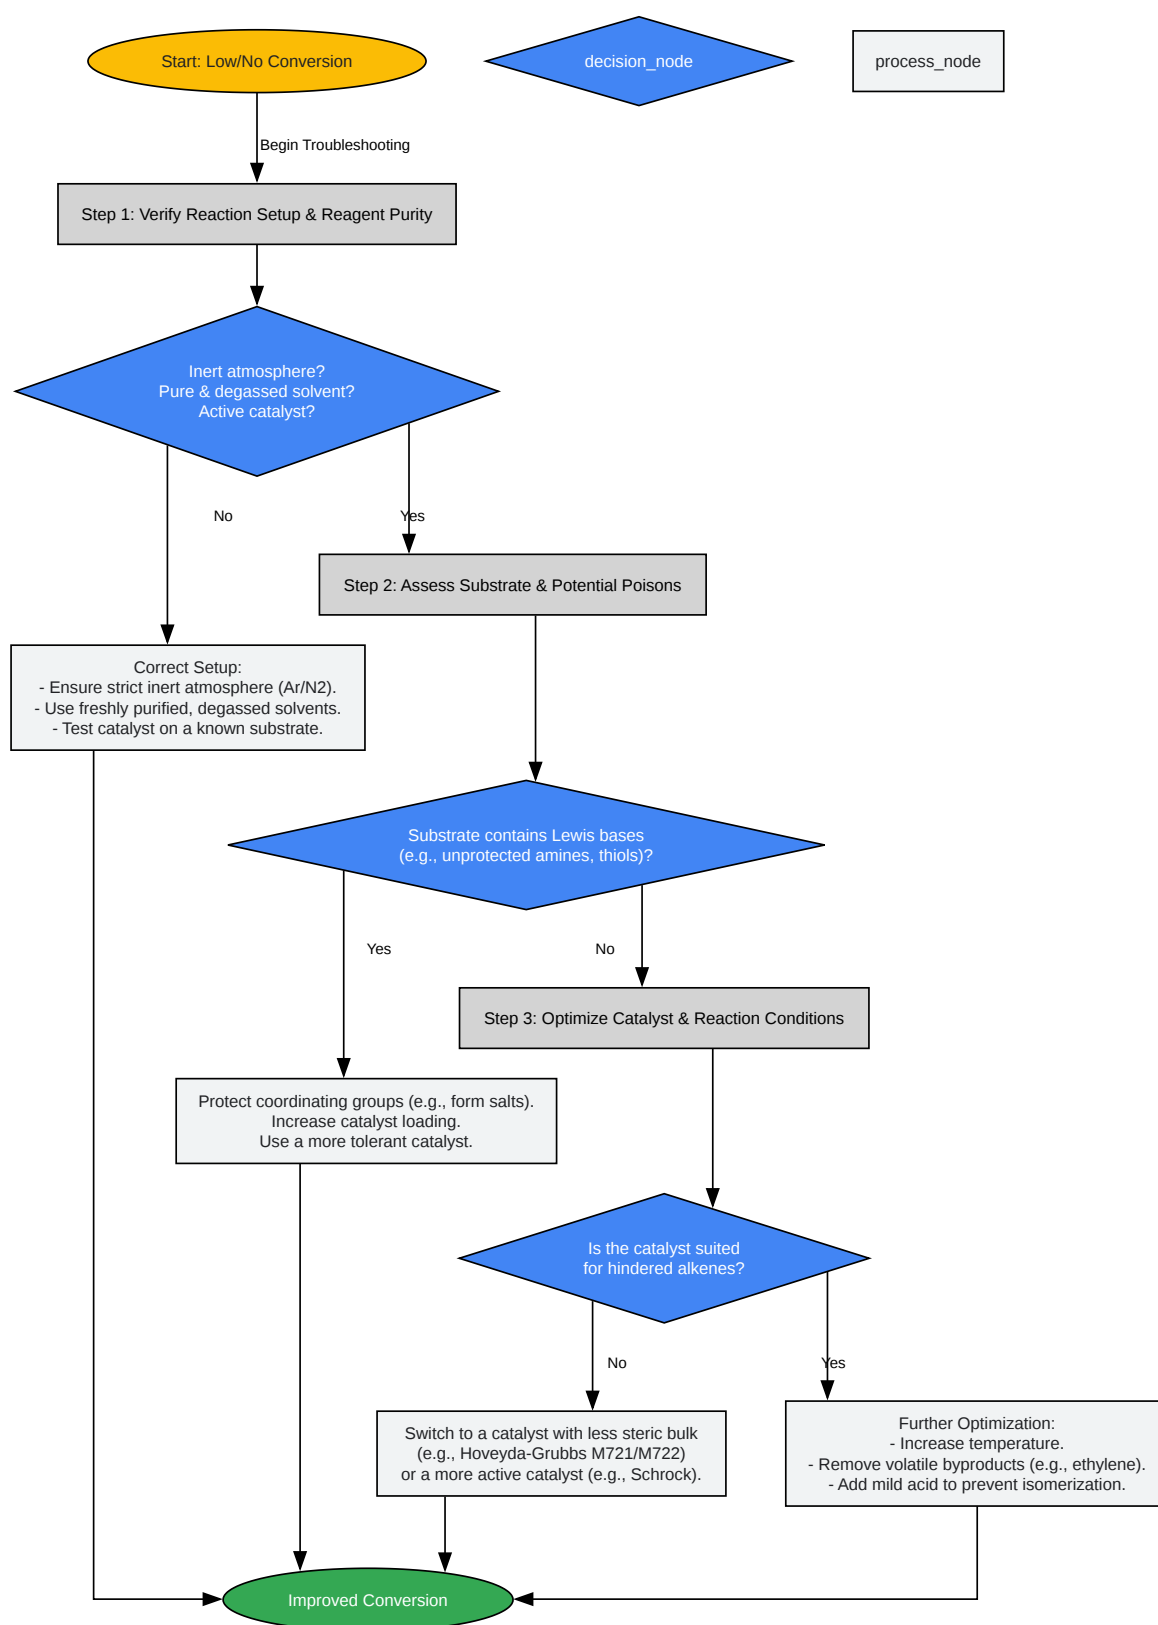 Start: Low/No Conversion
decision_node
process_node
Begin Troubleshooting
Step 1: Verify Reaction Setup & Reagent Purity
Inert atmosphere?
Pure & degassed solvent?
Active catalyst?
No
Yes
Step 2: Assess Substrate & Potential Poisons
Correct Setup:
- Ensure strict inert atmosphere (Ar/N2).
- Use freshly purified, degassed solvents.
- Test catalyst on a known substrate.
Substrate contains Lewis bases
(e.g., unprotected amines, thiols)?
Yes
No
Step 3: Optimize Catalyst & Reaction Conditions
Protect coordinating groups (e.g., form salts).
Increase catalyst loading.
Use a more tolerant catalyst.
Is the catalyst suited
for hindered alkenes?
No
Yes
Switch to a catalyst with less steric bulk
(e.g., Hoveyda-Grubbs M721/M722)
or a more active catalyst (e.g., Schrock).
Further Optimization:
- Increase temperature.
- Remove volatile byproducts (e.g., ethylene).
- Add mild acid to prevent isomerization.
Improved Conversion